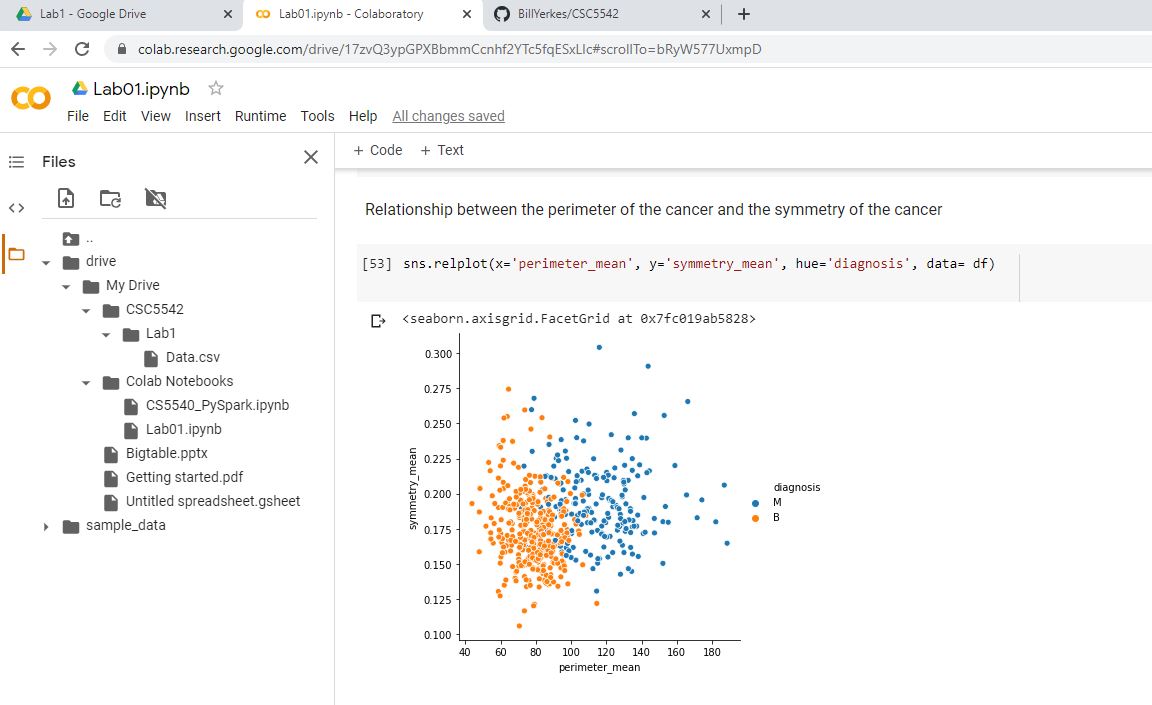 Lab1 - Google Drive
Lab01.ipynb - Colaboratory
BillYerkes/CSC5542
colab.research.google.com/drive/17zvQ3ypGPXBbmmCcnhf2YTc5fqESxLlc#scrollTo=bRyW577UxmpD
Lab01.ipynb
File Edit View Insert Runtime Tools Help All changes saved
Files
+ Code + Text
..
drive
My Drive
CSC5542
Lab1
Data.csv
Colab Notebooks
CS5540_PySpark.ipynb
Lab01.ipynb
Bigtable.pptx
Getting started.pdf
Untitled spreadsheet.gsheet
sample_data
Relationship between the perimeter of the cancer and the symmetry of the cancer
[53] sns.relplot(x='perimeter_mean', y='symmetry_mean', hue='diagnosis', data= df)
<seaborn.axisgrid.FacetGrid at 0x7fc019ab5828>
0.300
0.275
0.250
0.225
0.200
0.175
0.150
0.125
0.100
symmetry_mean
40 60 80 100 120 140 160 180
perimeter_mean
diagnosis
M
B